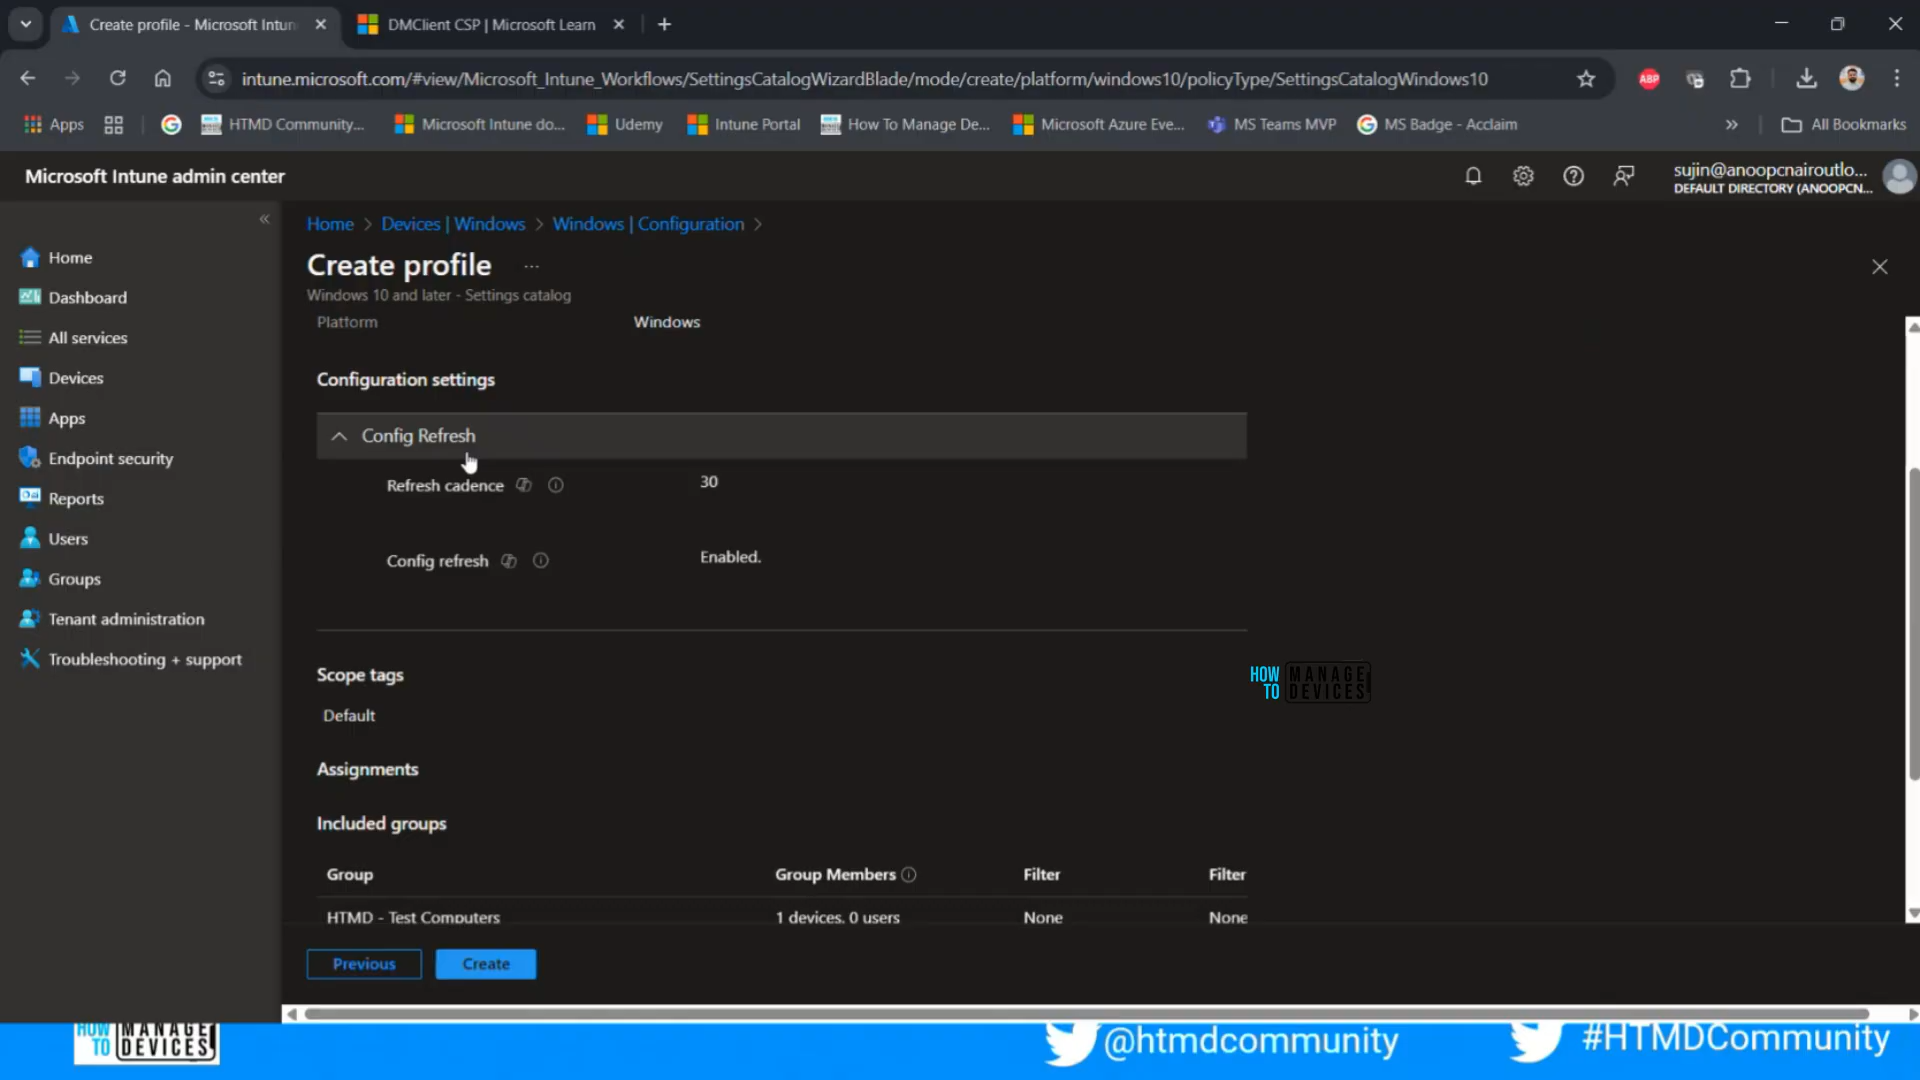 Create profile - Microsoft Intun
DMClient CSP | Microsoft Learn
intune.microsoft.com/#view/Microsoft_Intune_Workflows/SettingsCatalogWizardBlade/mode/create/platform/windows10/policyType/SettingsCatalogWindows10
ABP
Apps
HTMD Community...
Microsoft Intune do...
Udemy
Intune Portal
How To Manage De...
Microsoft Azure Eve...
MS Teams MVP
MS Badge - Acclaim
All Bookmarks
Microsoft Intune admin center
sujin@anoopcnairoutlo...
DEFAULT DIRECTORY (ANOOPCN...
Home
Dashboard
All services
Devices
Apps
Endpoint security
Reports
Users
Groups
Tenant administration
Troubleshooting + support
Home > Devices | Windows > Windows | Configuration >
Create profile ...
Windows 10 and later - Settings catalog
Platform Windows
Configuration settings
Config Refresh
Refresh cadence 30
Config refresh Enabled.
Scope tags
Default
Assignments
Included groups
Group Group Members Filter Filter
HTMD - Test Computers 1 devices, 0 users None None
Previous Create
HOW TO MANAGE DEVICES
HOW TO MANAGE DEVICES
@htmdcommunity
#HTMDCommunity